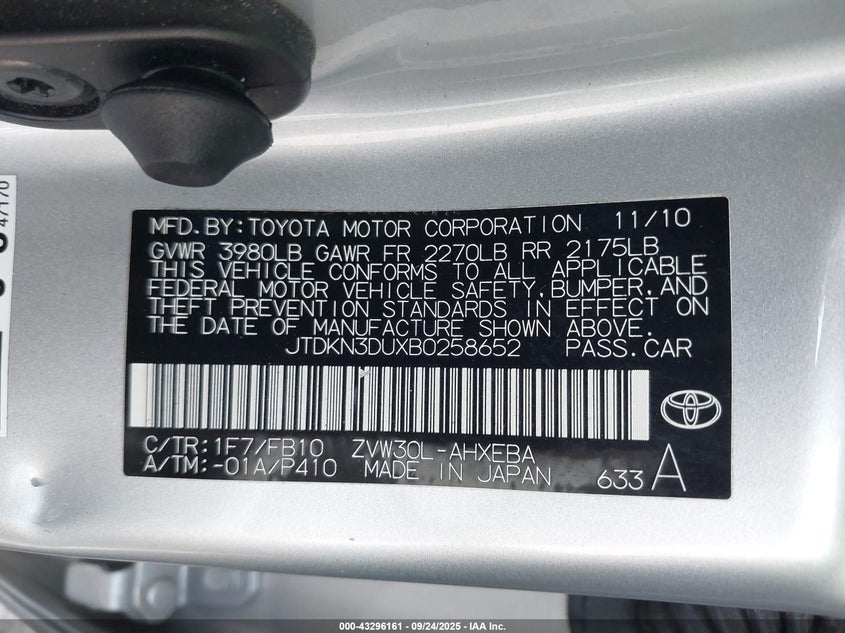 MFD. BY: TOYOTA MOTOR CORPORATION 11/10
GVWR 3980LB GAWR FR 2270LB RR 2175LB
THIS VEHICLE CONFORMS TO ALL APPLICABLE
FEDERAL MOTOR VEHICLE SAFETY, BUMPER, AND
THEFT PREVENTION STANDARDS IN EFFECT ON
THE DATE OF MANUFACTURE SHOWN ABOVE.
JTDKN3DUXB0258652 PASS. CAR
C/TR: 1F7/FB10 ZVW30L-AHXEBA
A/TM: -01A/P410 MADE IN JAPAN 633 A
47170
000-43296161 - 09/24/2025 - IAA Inc.